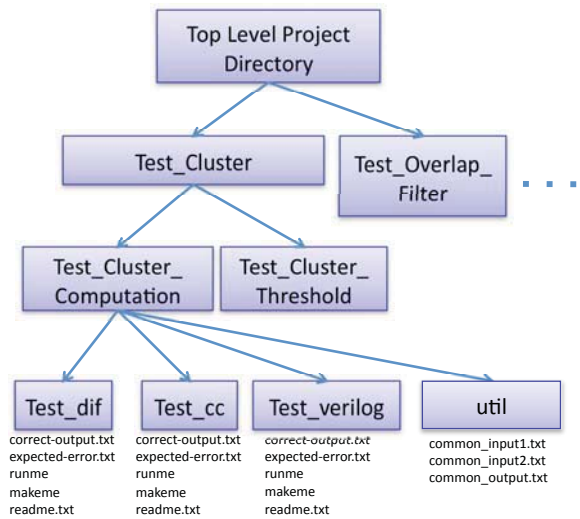 Top Level Project
Directory
Test_Cluster
Test_Overlap_
Filter
. . .
Test_Cluster_
Computation
Test_Cluster_
Threshold
Test_dif
Test_cc
Test_verilog
util
correct-output.txt
expected-error.txt
runme
makeme
readme.txt
correct-output.txt
expected-error.txt
runme
makeme
readme.txt
correct-output.txt
expected-error.txt
runme
makeme
readme.txt
common_input1.txt
common_input2.txt
common_output.txt